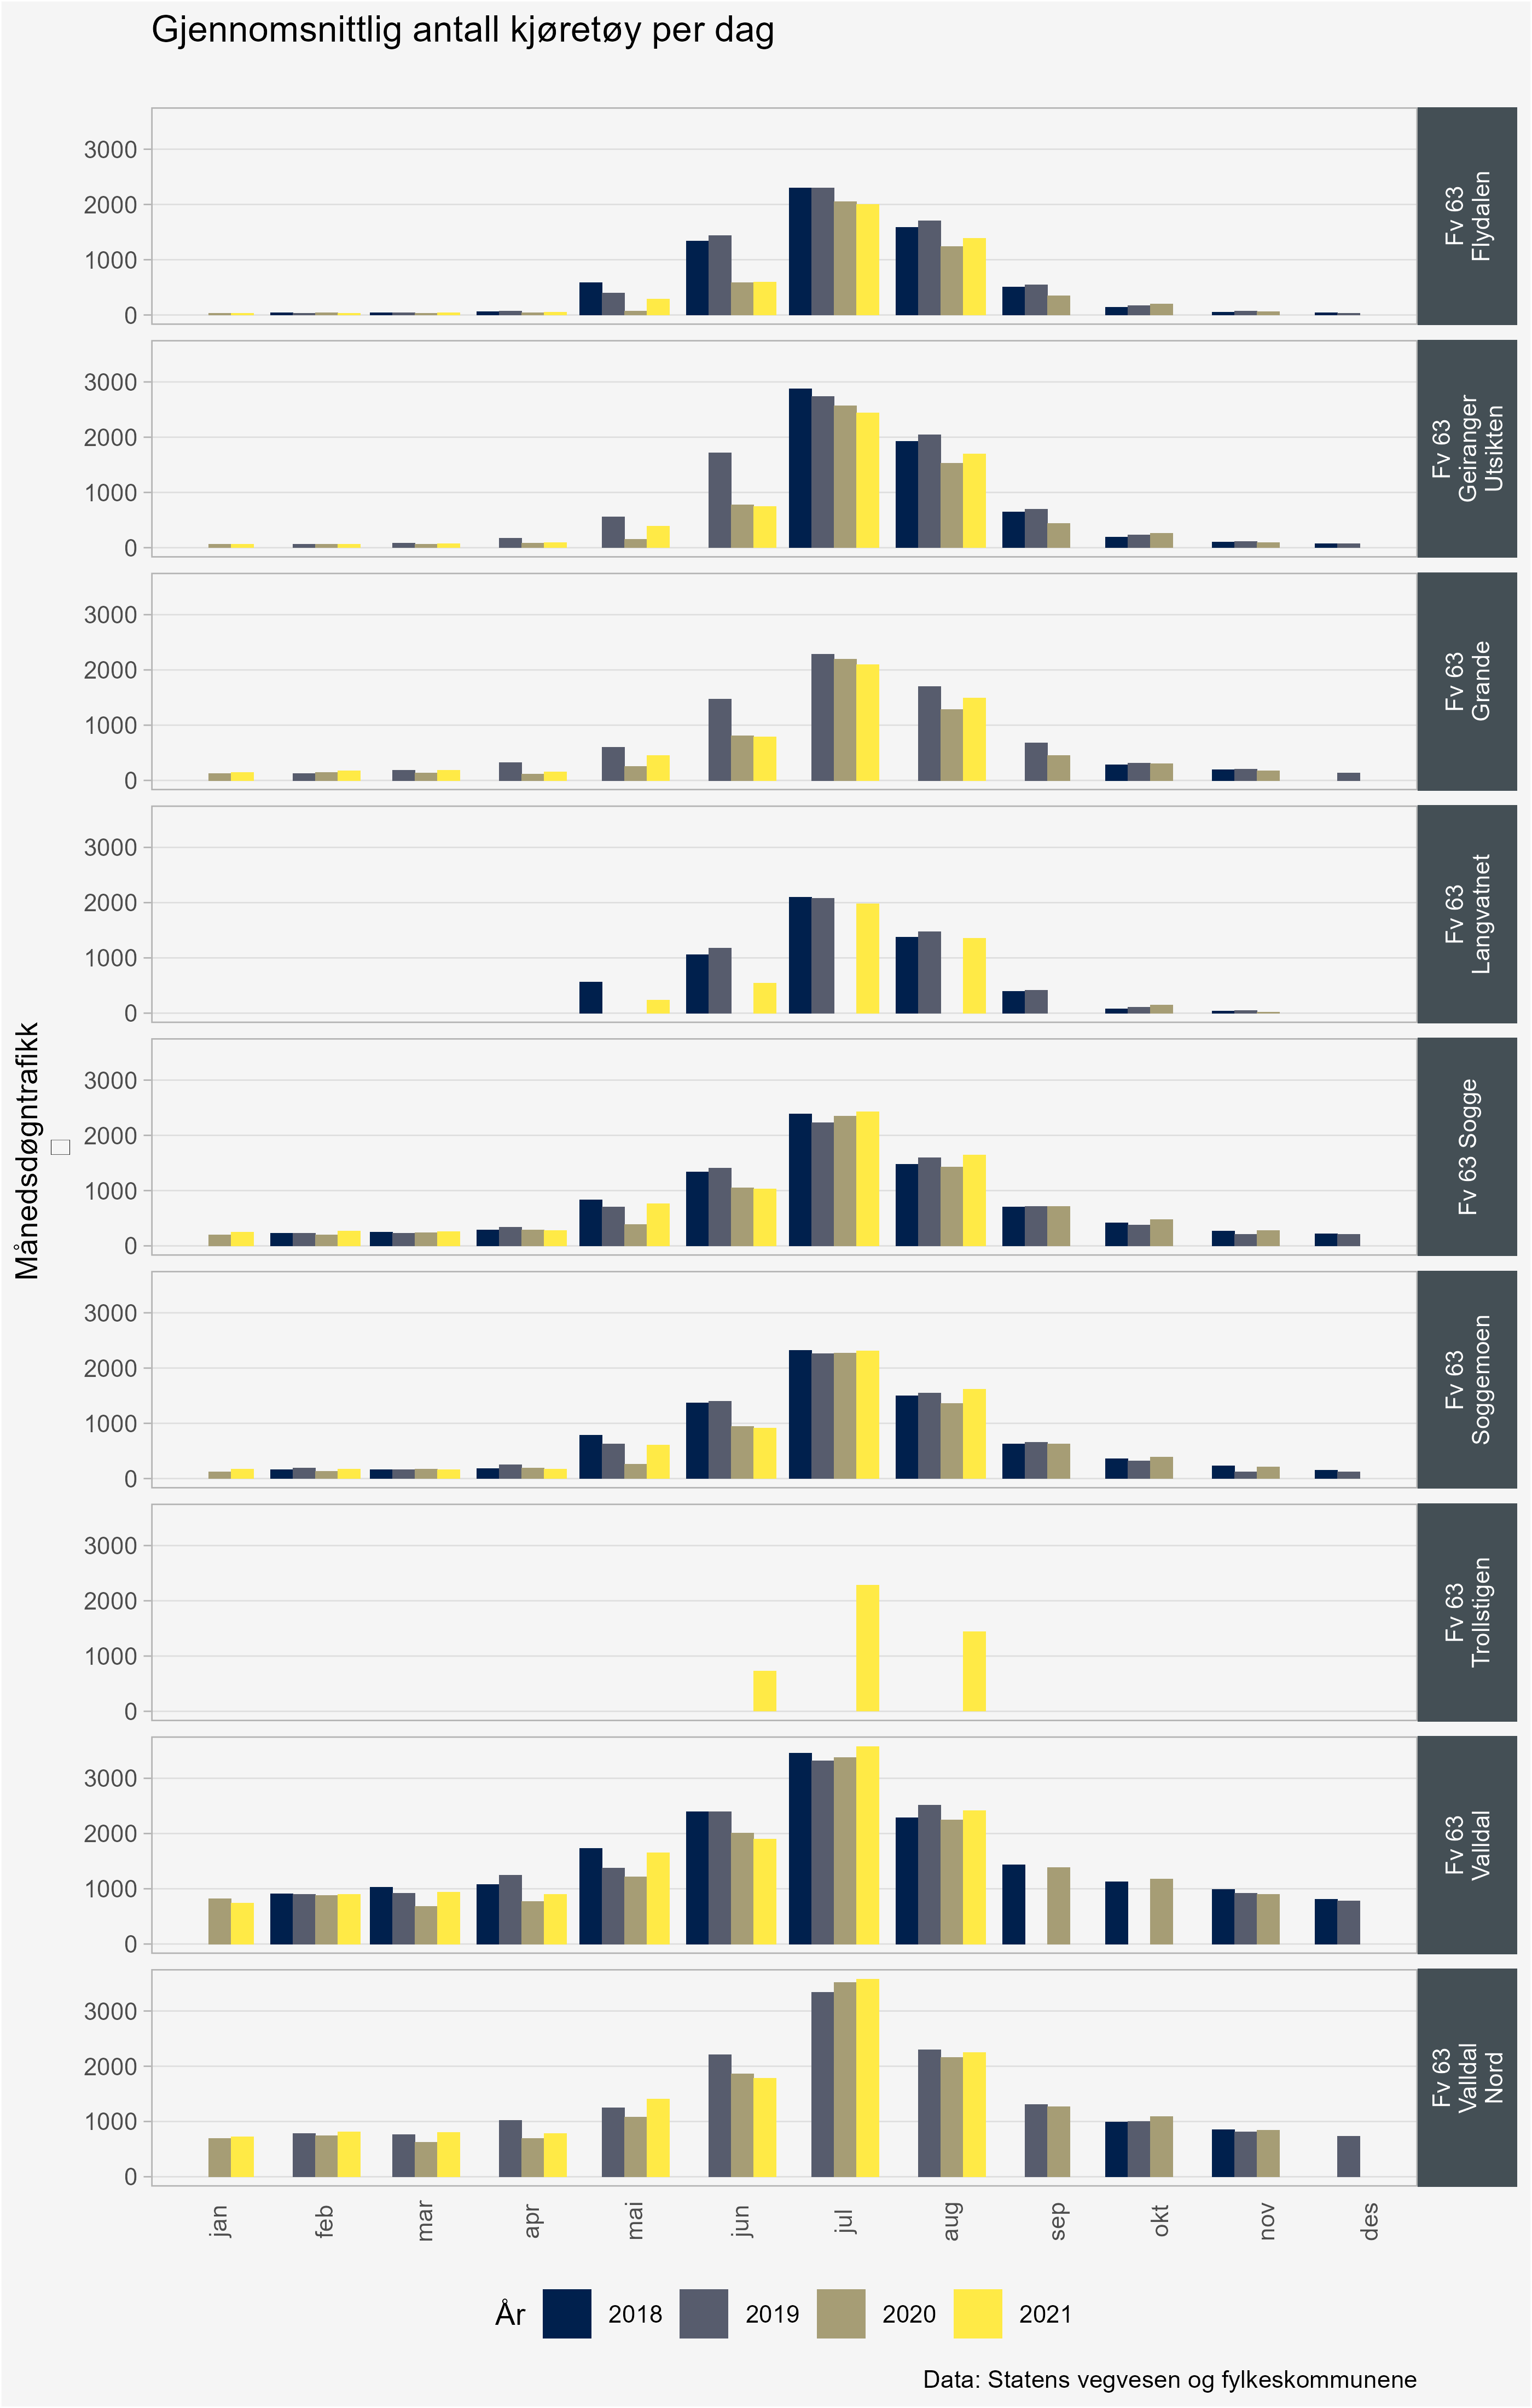 Gjennomsnittlig antall kjøretøy per dag
Månedsdøgntrafikk
3000
2000
1000
0
Fv 63
Flydalen
3000
2000
1000
0
Fv 63
Geiranger
Utsikten
3000
2000
1000
0
Fv 63
Grande
3000
2000
1000
0
Fv 63
Langvatnet
3000
2000
1000
0
Fv 63 Sogge
3000
2000
1000
0
Fv 63
Soggemoen
3000
2000
1000
0
Fv 63
Trollstigen
3000
2000
1000
0
Fv 63
Valldal
3000
2000
1000
0
Fv 63
Valldal
Nord
jan feb mar apr mai jun jul aug sep okt nov des
År 2018 2019 2020 2021
Data: Statens vegvesen og fylkeskommunene